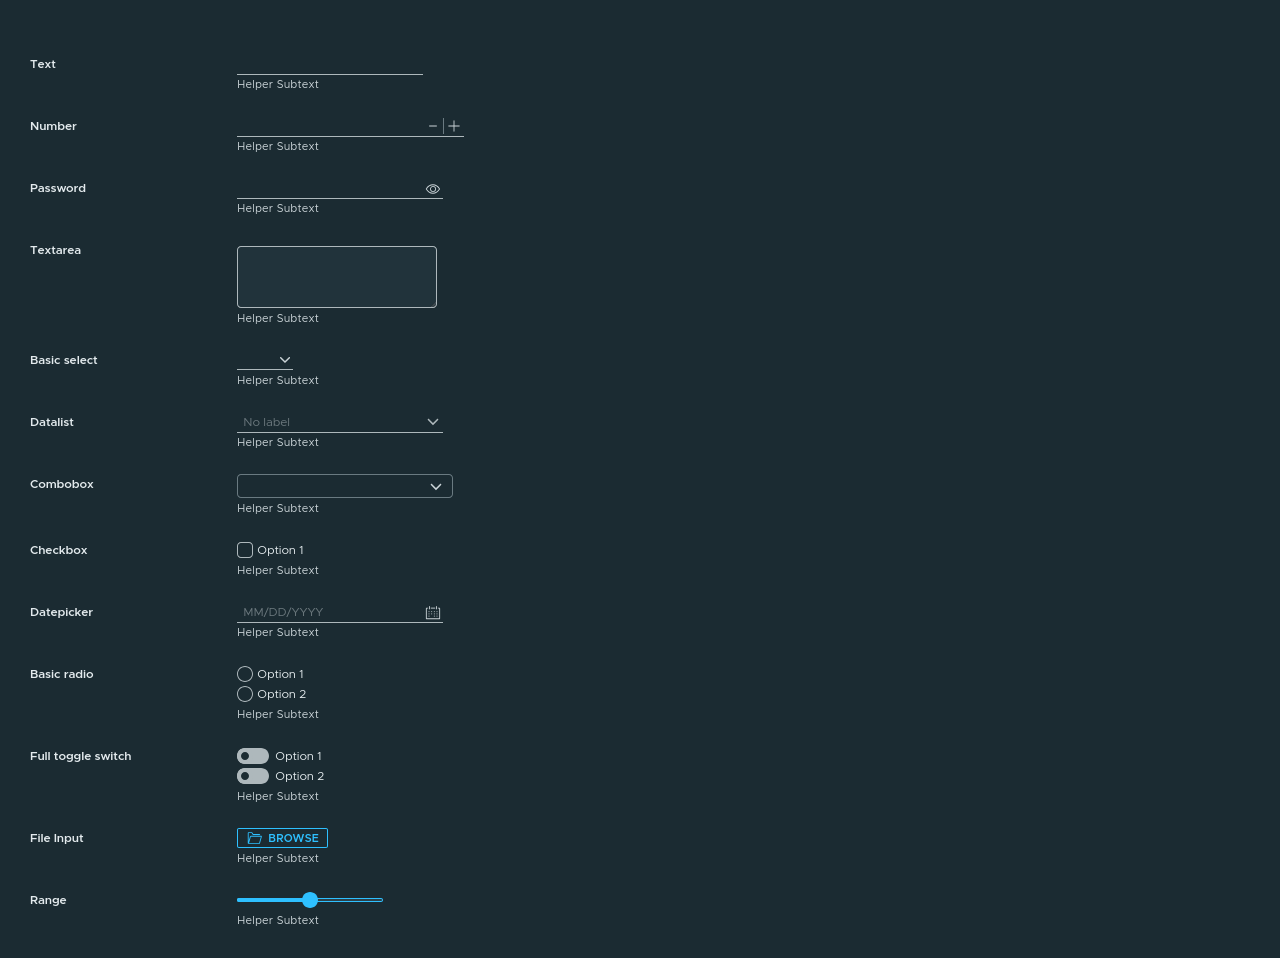 Text
Helper Subtext
Number
Helper Subtext
Password
Helper Subtext
Textarea
Helper Subtext
Basic select
Helper Subtext
Datalist
No label
Helper Subtext
Combobox
Helper Subtext
Checkbox
Option 1
Helper Subtext
Datepicker
MM/DD/YYYY
Helper Subtext
Basic radio
Option 1
Option 2
Helper Subtext
Full toggle switch
Option 1
Option 2
Helper Subtext
File Input
BROWSE
Helper Subtext
Range
Helper Subtext